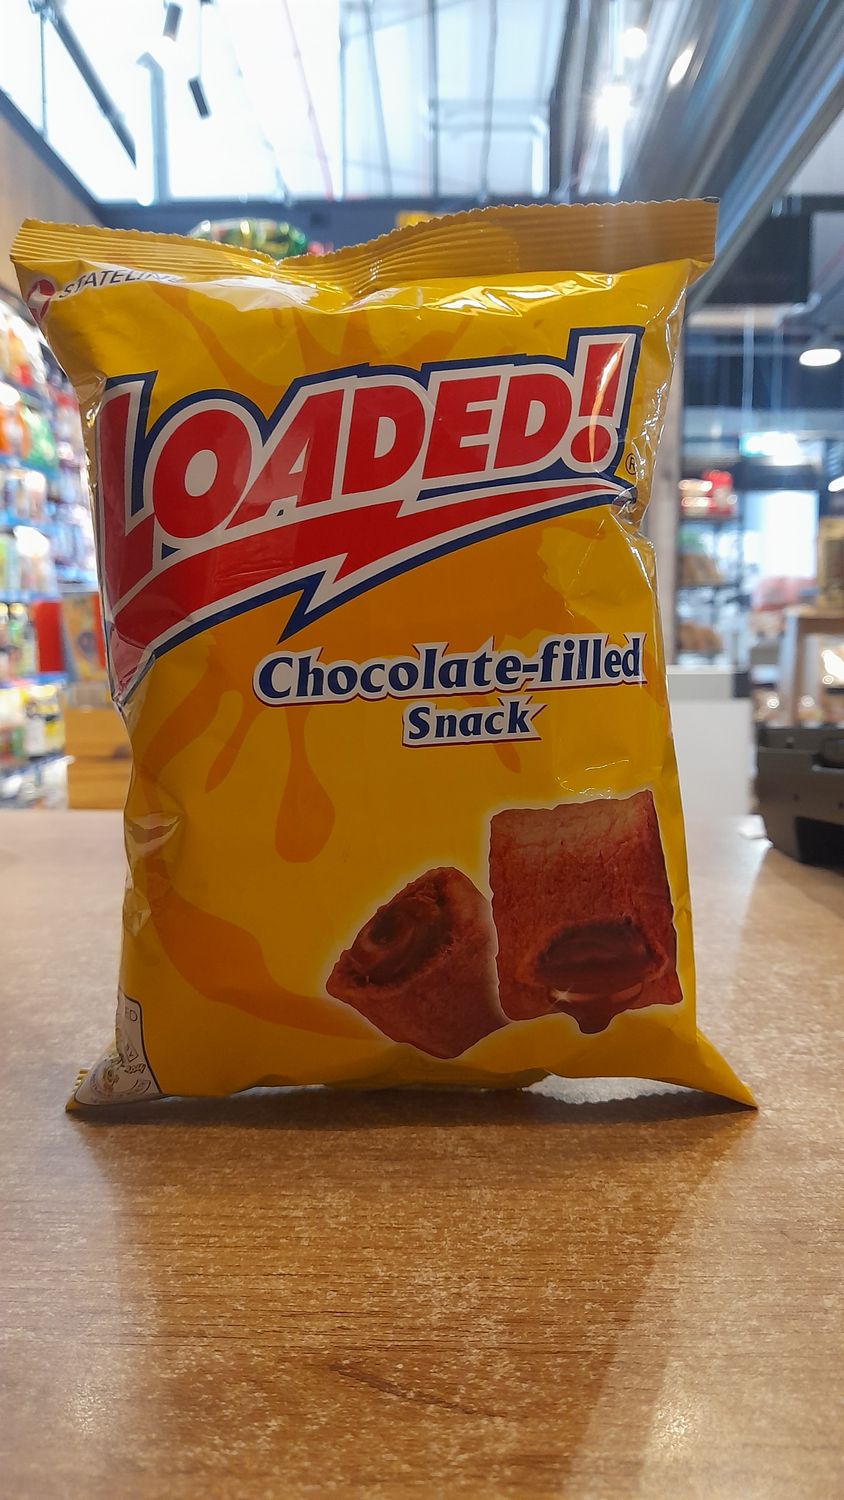 STATELINE
LOADED!
®
Chocolate-filled
Snack